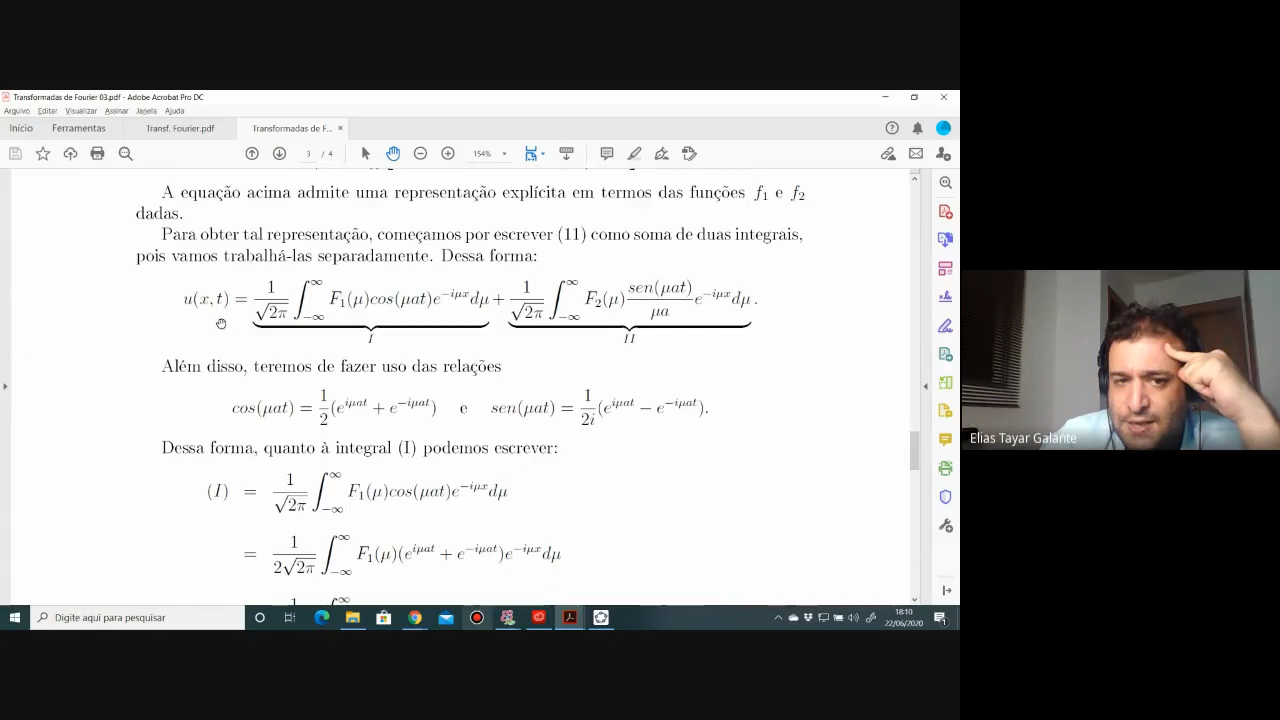 Transformadas de Fourier 03.pdf - Adobe Acrobat Pro DC
Arquivo Editar Visualizar Assinar Janela Ajuda
Início Ferramentas Transf. Fourier.pdf Transformadas de F... ×
3 / 4 154%
A equação acima admite uma representação explícita em termos das funções f₁ e f₂
dadas.
Para obter tal representação, começamos por escrever (11) como soma de duas integrais,
pois vamos trabalhá-las separadamente. Dessa forma:
u(x, t) = 1/√2π ∫_{-∞}^{∞} F₁(μ)cos(μat)e^{-iμx}dμ + 1/√2π ∫_{-∞}^{∞} F₂(μ) sen(μat)/μa e^{-iμx}dμ .
I II
Além disso, teremos de fazer uso das relações
cos(μat) = 1/2 (e^{iμat} + e^{-iμat}) e sen(μat) = 1/2i (e^{iμat} − e^{-iμat}).
Dessa forma, quanto à integral (I) podemos escrever:
(I) = 1/√2π ∫_{-∞}^{∞} F₁(μ)cos(μat)e^{-iμx}dμ
= 1/2√2π ∫_{-∞}^{∞} F₁(μ)(e^{iμat} + e^{-iμat})e^{-iμx}dμ
Elias Tayar Galante
Digite aqui para pesquisar
18:10
22/06/2020